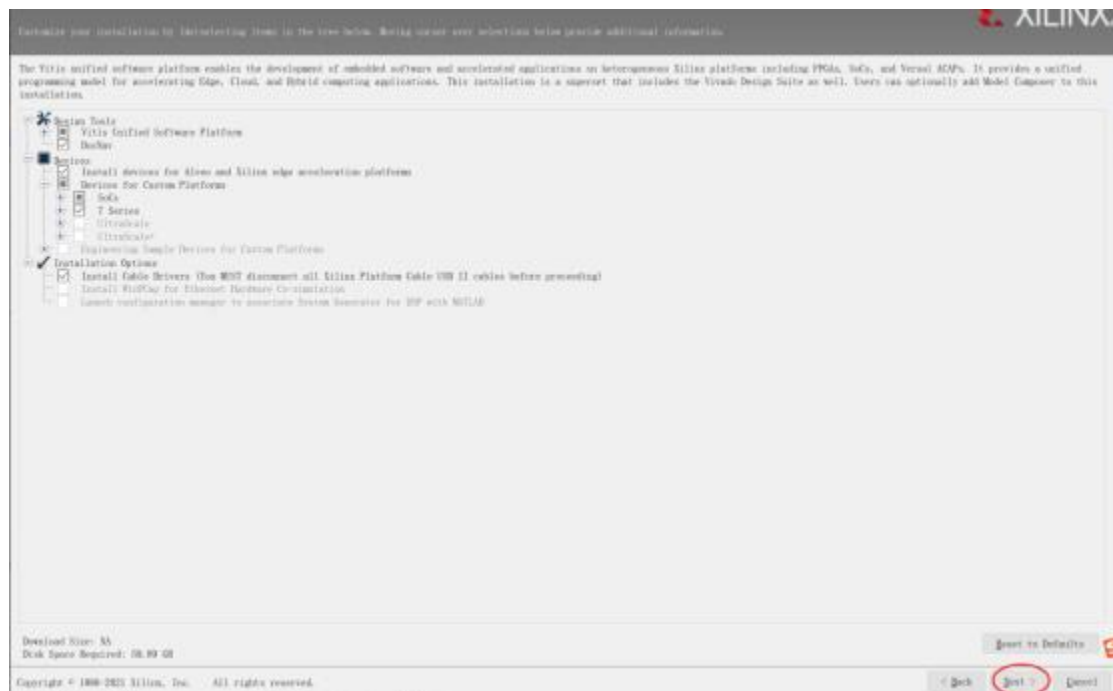 XILINX
Customize your installation by (de)selecting items in the tree below. Moving cursor over selections below provide additional information.
The Vitis unified software platform enables the development of embedded software and accelerated applications on heterogeneous Xilinx platforms including FPGAs, SoCs, and Versal ACAPs. It provides a unified
programming model for accelerating Edge, Cloud, and Hybrid computing applications. This installation is a superset that includes the Vivado Design Suite as well. Users can optionally add Model Composer to this
installation.
Design Tools
Vitis Unified Software Platform
DocNav
Devices
Install devices for Alveo and Xilinx edge acceleration platforms
Devices for Custom Platforms
SoCs
7 Series
UltraScale
UltraScale+
Engineering Sample Devices for Custom Platforms
Installation Options
Install Cable Drivers (You MUST disconnect all Xilinx Platform Cable USB II cables before proceeding)
Install WinPCap for Ethernet Hardware Co-simulation
Launch configuration manager to associate System Generator for DSP with MATLAB
Download Size: NA
Disk Space Required:  GB
Reset to Defaults
Copyright © 1986-2021 Xilinx, Inc. All rights reserved.
< Back
Next >
Cancel